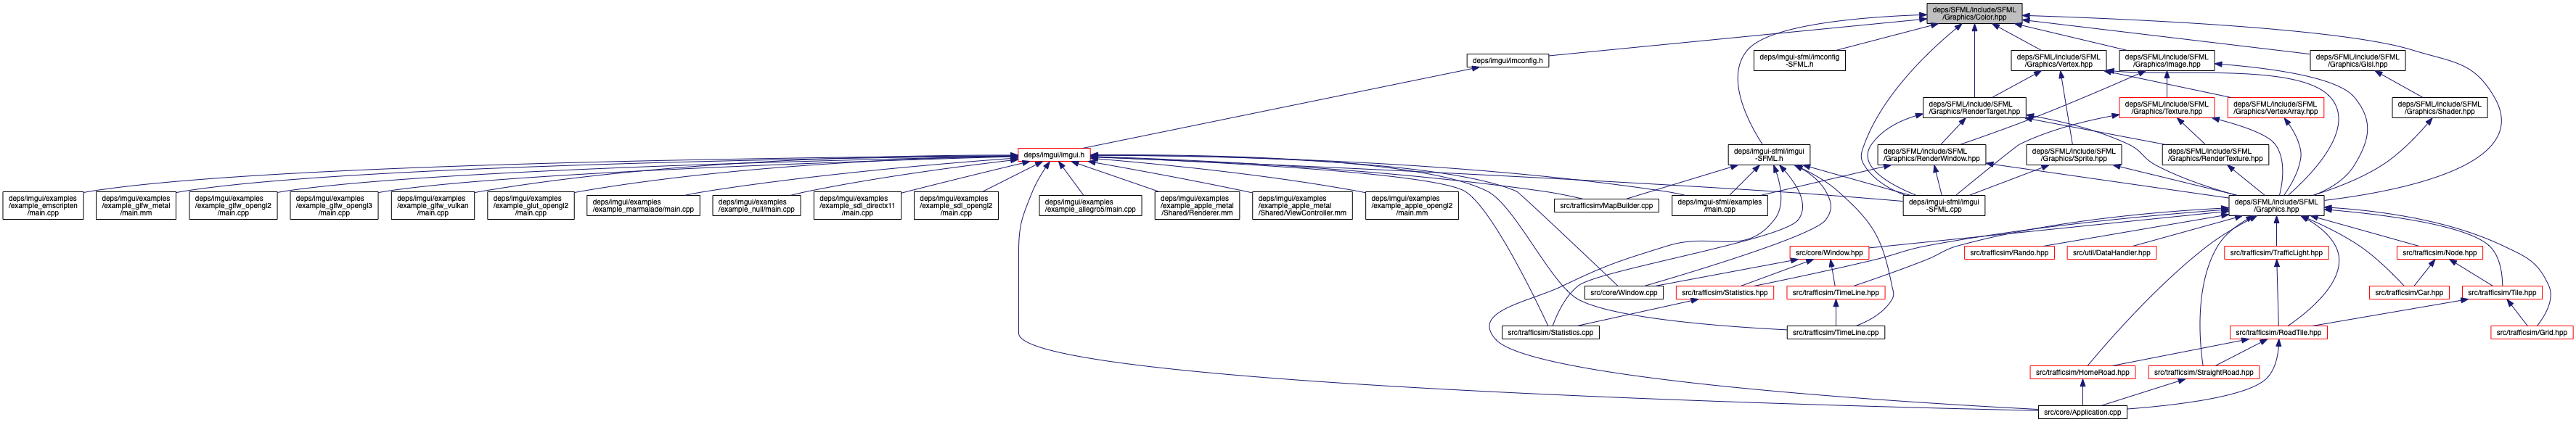 deps/SFML/include/SFML
/Graphics/Color.hpp
deps/imgui/imconfig.h
deps/imgui-sfml/imconfig
-SFML.h
deps/SFML/include/SFML
/Graphics/Vertex.hpp
deps/SFML/include/SFML
/Graphics/Image.hpp
deps/SFML/include/SFML
/Graphics/Glsl.hpp
deps/SFML/include/SFML
/Graphics/RenderTarget.hpp
deps/SFML/include/SFML
/Graphics/Texture.hpp
deps/SFML/include/SFML
/Graphics/VertexArray.hpp
deps/SFML/include/SFML
/Graphics/Shader.hpp
deps/imgui/imgui.h
deps/imgui-sfml/imgui
-SFML.h
deps/SFML/include/SFML
/Graphics/RenderWindow.hpp
deps/SFML/include/SFML
/Graphics/Sprite.hpp
deps/SFML/include/SFML
/Graphics/RenderTexture.hpp
deps/imgui/examples
/example_emscripten
/main.cpp
deps/imgui/examples
/example_glfw_metal
/main.mm
deps/imgui/examples
/example_glfw_opengl2
/main.cpp
deps/imgui/examples
/example_glfw_opengl3
/main.cpp
deps/imgui/examples
/example_glfw_vulkan
/main.cpp
deps/imgui/examples
/example_glut_opengl2
/main.cpp
deps/imgui/examples
/example_marmalade/main.cpp
deps/imgui/examples
/example_null/main.cpp
deps/imgui/examples
/example_sdl_directx11
/main.cpp
deps/imgui/examples
/example_sdl_opengl2
/main.cpp
deps/imgui/examples
/example_allegro5/main.cpp
deps/imgui/examples
/example_apple_metal
/Shared/Renderer.mm
deps/imgui/examples
/example_apple_metal
/Shared/ViewController.mm
deps/imgui/examples
/example_apple_opengl2
/main.mm
src/trafficsim/MapBuilder.cpp
deps/imgui-sfml/examples
/main.cpp
deps/imgui-sfml/imgui
-SFML.cpp
deps/SFML/include/SFML
/Graphics.hpp
src/core/Window.hpp
src/trafficsim/Rando.hpp
src/util/DataHandler.hpp
src/trafficsim/TrafficLight.hpp
src/trafficsim/Node.hpp
src/core/Window.cpp
src/trafficsim/Statistics.hpp
src/trafficsim/TimeLine.hpp
src/trafficsim/Car.hpp
src/trafficsim/Tile.hpp
src/trafficsim/Statistics.cpp
src/trafficsim/TimeLine.cpp
src/trafficsim/RoadTile.hpp
src/trafficsim/Grid.hpp
src/trafficsim/HomeRoad.hpp
src/trafficsim/StraightRoad.hpp
src/core/Application.cpp